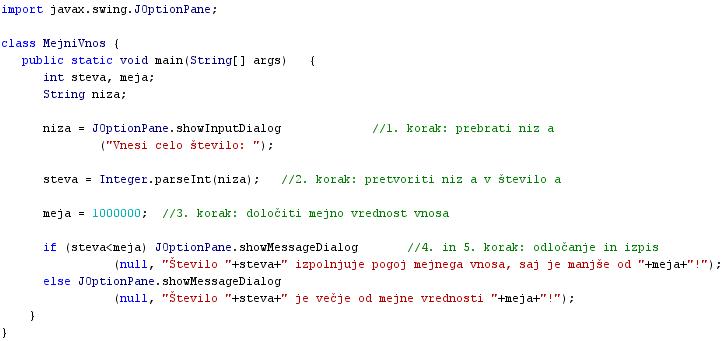 import javax.swing.JOptionPane;
class MejniVnos {
public static void main(String[] args) {
int steva, meja;
String niza;
niza = JOptionPane.showInputDialog //1. korak: prebrati niz a
("Vnesi celo število: ");
steva = Integer.parseInt(niza); //2. korak: pretvoriti niz a v število a
meja = 1000000; //3. korak: določiti mejno vrednost vnosa
if (steva<meja) JOptionPane.showMessageDialog //4. in 5. korak: odločanje in izpis
(null, "Število "+steva+" izpolnjuje pogoj mejnega vnosa, saj je manjše od "+meja+"!");
else JOptionPane.showMessageDialog
(null, "Število "+steva+" je večje od mejne vrednosti "+meja+"!");
}
}